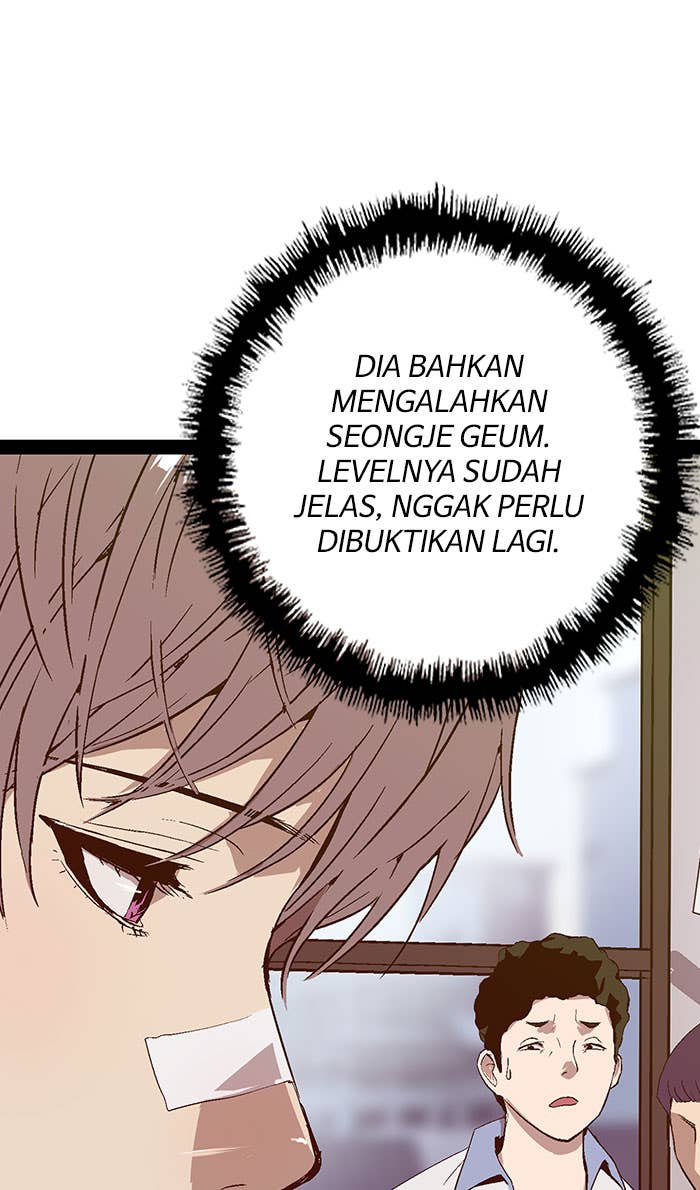 DIA BAHKAN
MENGALAHKAN
SEONGJE GEUM.
LEVELNYA SUDAH
JELAS, NGGAK PERLU
DIBUKTIKAN LAGI.